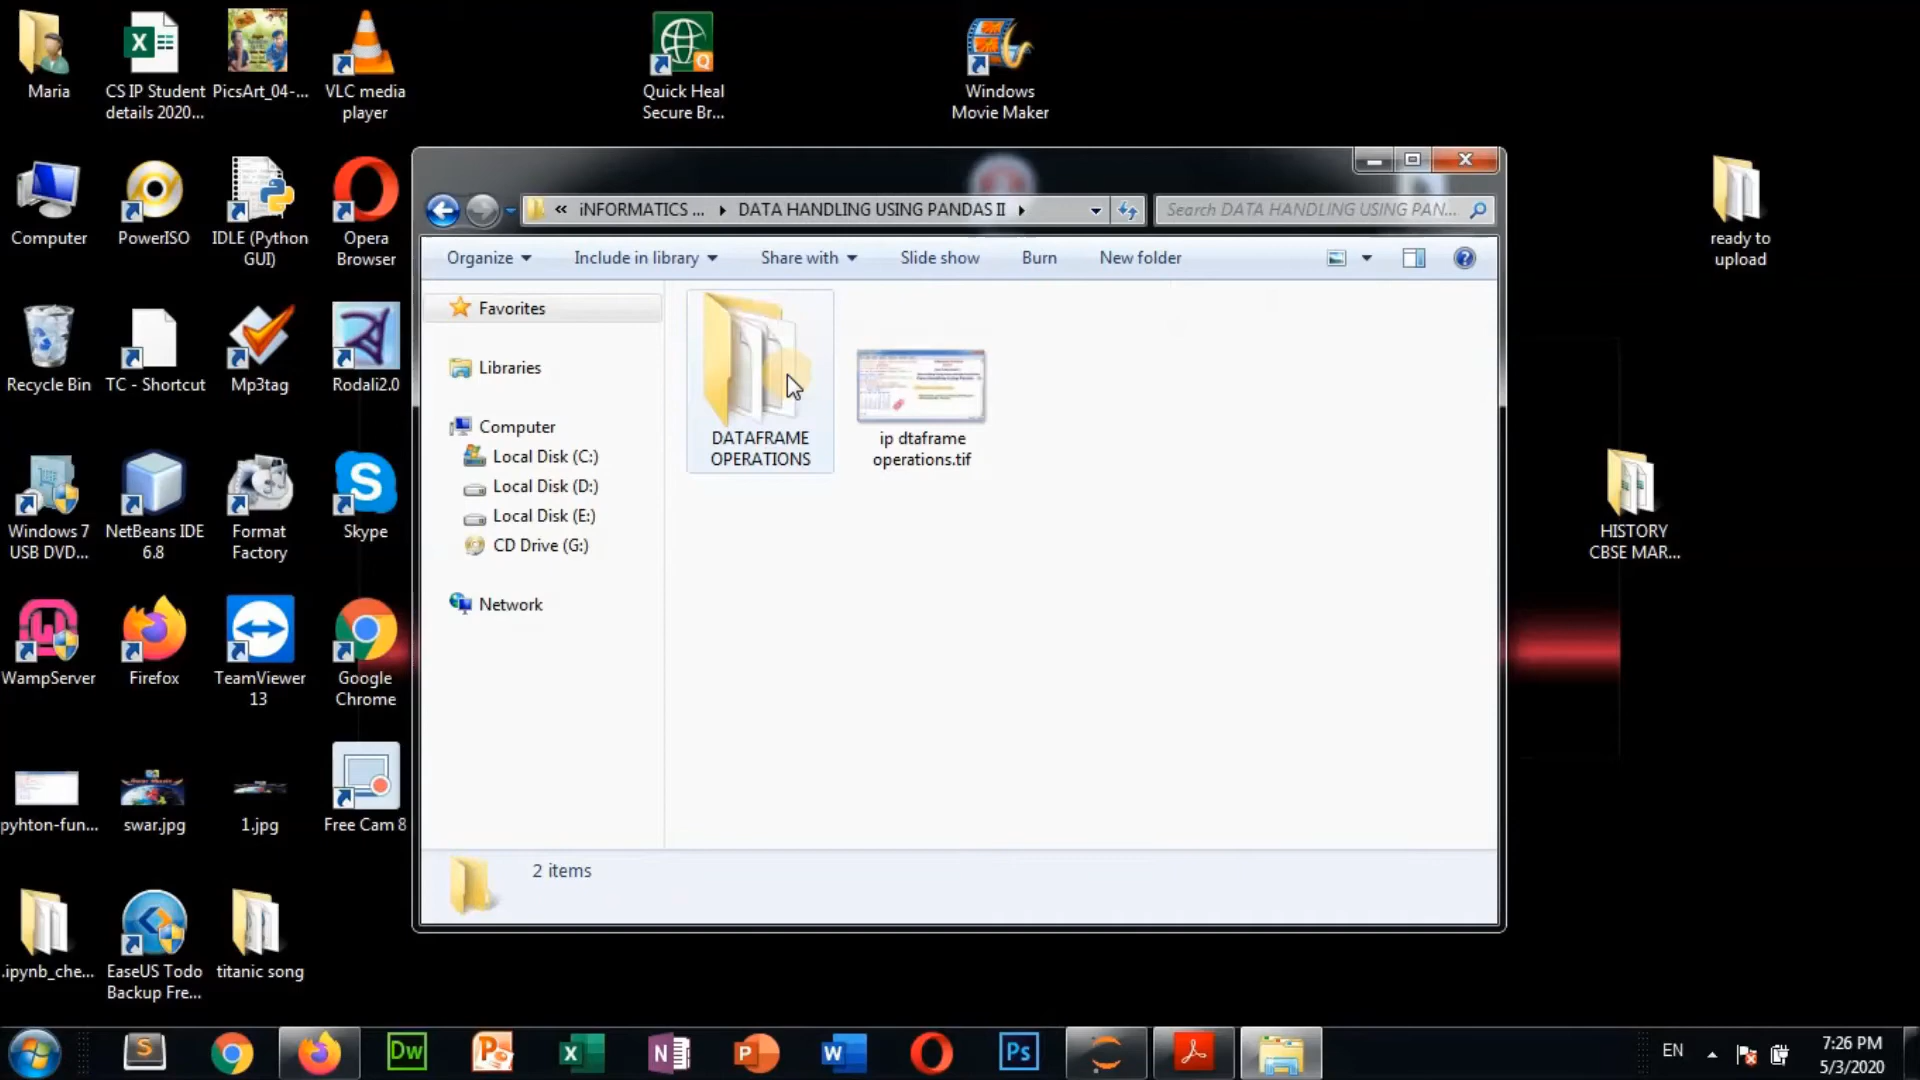 Maria
CS IP Student
details 2020...
PicsArt_04-...
VLC media
player
Quick Heal
Secure Br...
Windows
Movie Maker
Computer
PowerISO
IDLE (Python
GUI)
Opera
Browser
ready to
upload
« iNFORMATICS ... DATA HANDLING USING PANDAS II
Search DATA HANDLING USING PAN...
Organize Include in library Share with Slide show Burn New folder
Favorites
Libraries
Computer
Local Disk (C:)
Local Disk (D:)
Local Disk (E:)
CD Drive (G:)
Network
DATAFRAME
OPERATIONS
ip dtaframe
operations.tif
2 items
Recycle Bin
TC - Shortcut
Mp3tag
Rodali2.0
Windows 7
USB DVD...
NetBeans IDE
6.8
Format
Factory
Skype
HISTORY
CBSE MAR...
WampServer
Firefox
TeamViewer
13
Google
Chrome
pyhton-fun...
swar.jpg
1.jpg
Free Cam 8
.ipynb_che...
EaseUS Todo
Backup Fre...
titanic song
EN
7:26 PM
5/3/2020